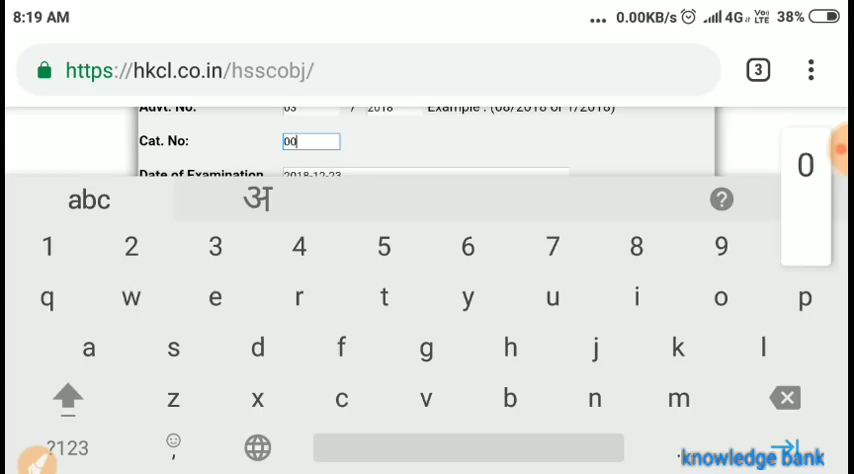 8:19 AM ... 0.00KB/s 4G VoLTE 38%
https://hkcl.co.in/hsscobj/ 3
Advt. No: 03 / 2018 Example : (08/2018 or 1/2018)
Cat. No: 00
Date of Examination 2018-12-23
abc अ ? 0
1 2 3 4 5 6 7 8 9
q w e r t y u i o p
a s d f g h j k l
z x c v b n m
?123 , .
knowledge bank